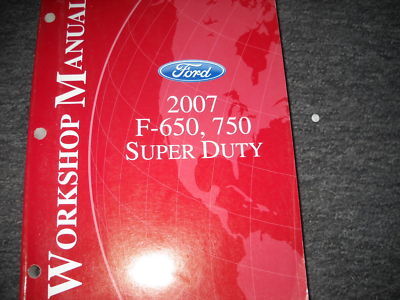 WORKSHOP MANUAL
Ford
2007
F-650, 750
SUPER DUTY